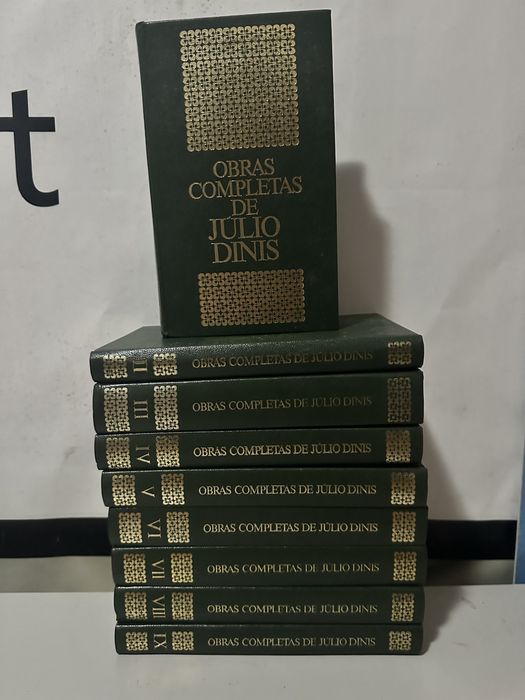 t
OBRAS
COMPLETAS
DE
JÚLIO
DINIS
II OBRAS COMPLETAS DE JÚLIO DINIS
III OBRAS COMPLETAS DE JÚLIO DINIS
IV OBRAS COMPLETAS DE JÚLIO DINIS
V OBRAS COMPLETAS DE JÚLIO DINIS
VI OBRAS COMPLETAS DE JÚLIO DINIS
VII OBRAS COMPLETAS DE JÚLIO DINIS
VIII OBRAS COMPLETAS DE JÚLIO DINIS
IX OBRAS COMPLETAS DE JÚLIO DINIS